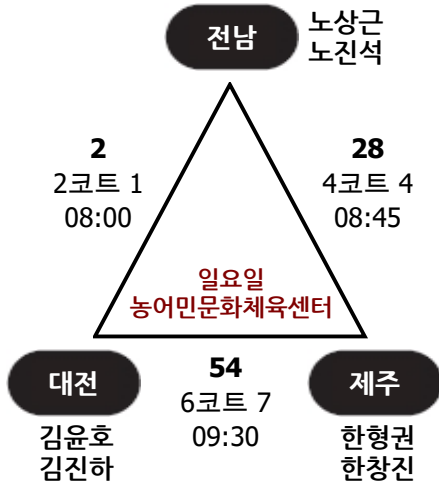 전남
노상근
노진석
2
2코트 1
08:00
28
4코트 4
08:45
일요일
농어민문화체육센터
대전
김윤호
김진하
54
6코트 7
09:30
제주
한형권
한창진